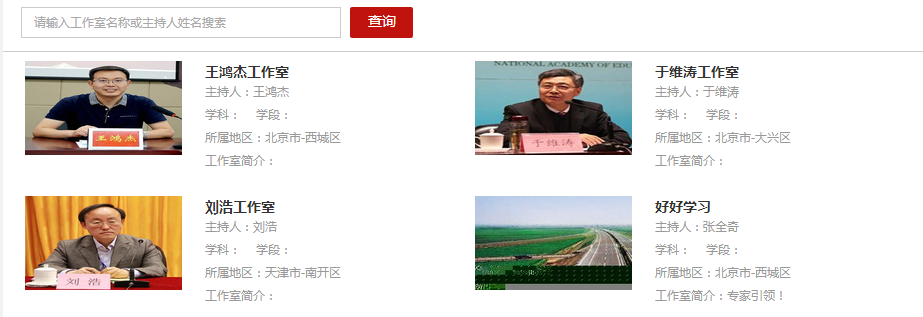 请输入工作室名称或主持人姓名搜索
查询
王鸿杰
王鸿杰工作室
主持人：王鸿杰
学科： 学段：
所属地区：北京市-西城区
工作室简介：
NATIONAL ACADEMY OF EDU
于维涛
于维涛工作室
主持人：于维涛
学科： 学段：
所属地区：北京市-大兴区
工作室简介：
刘 浩
刘浩工作室
主持人：刘浩
学科： 学段：
所属地区：天津市-南开区
工作室简介：
好好学习
主持人：张全奇
学科： 学段：
所属地区：北京市-西城区
工作室简介：专家引领！